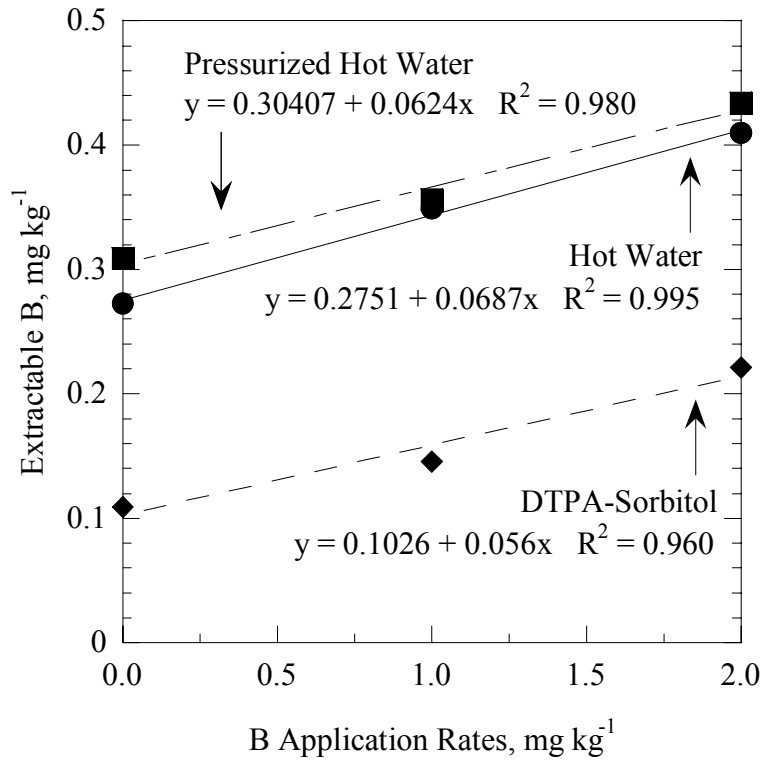 0.5
Pressurized Hot Water
y = 0.30407 + 0.0624x R² = 0.980
0.4
0.3
Hot Water
y = 0.2751 + 0.0687x R² = 0.995
0.2
DTPA-Sorbitol
0.1
y = 0.1026 + 0.056x R² = 0.960
0
0.0 0.5 1.0 1.5 2.0
Extractable B, mg kg⁻¹
B Application Rates, mg kg⁻¹